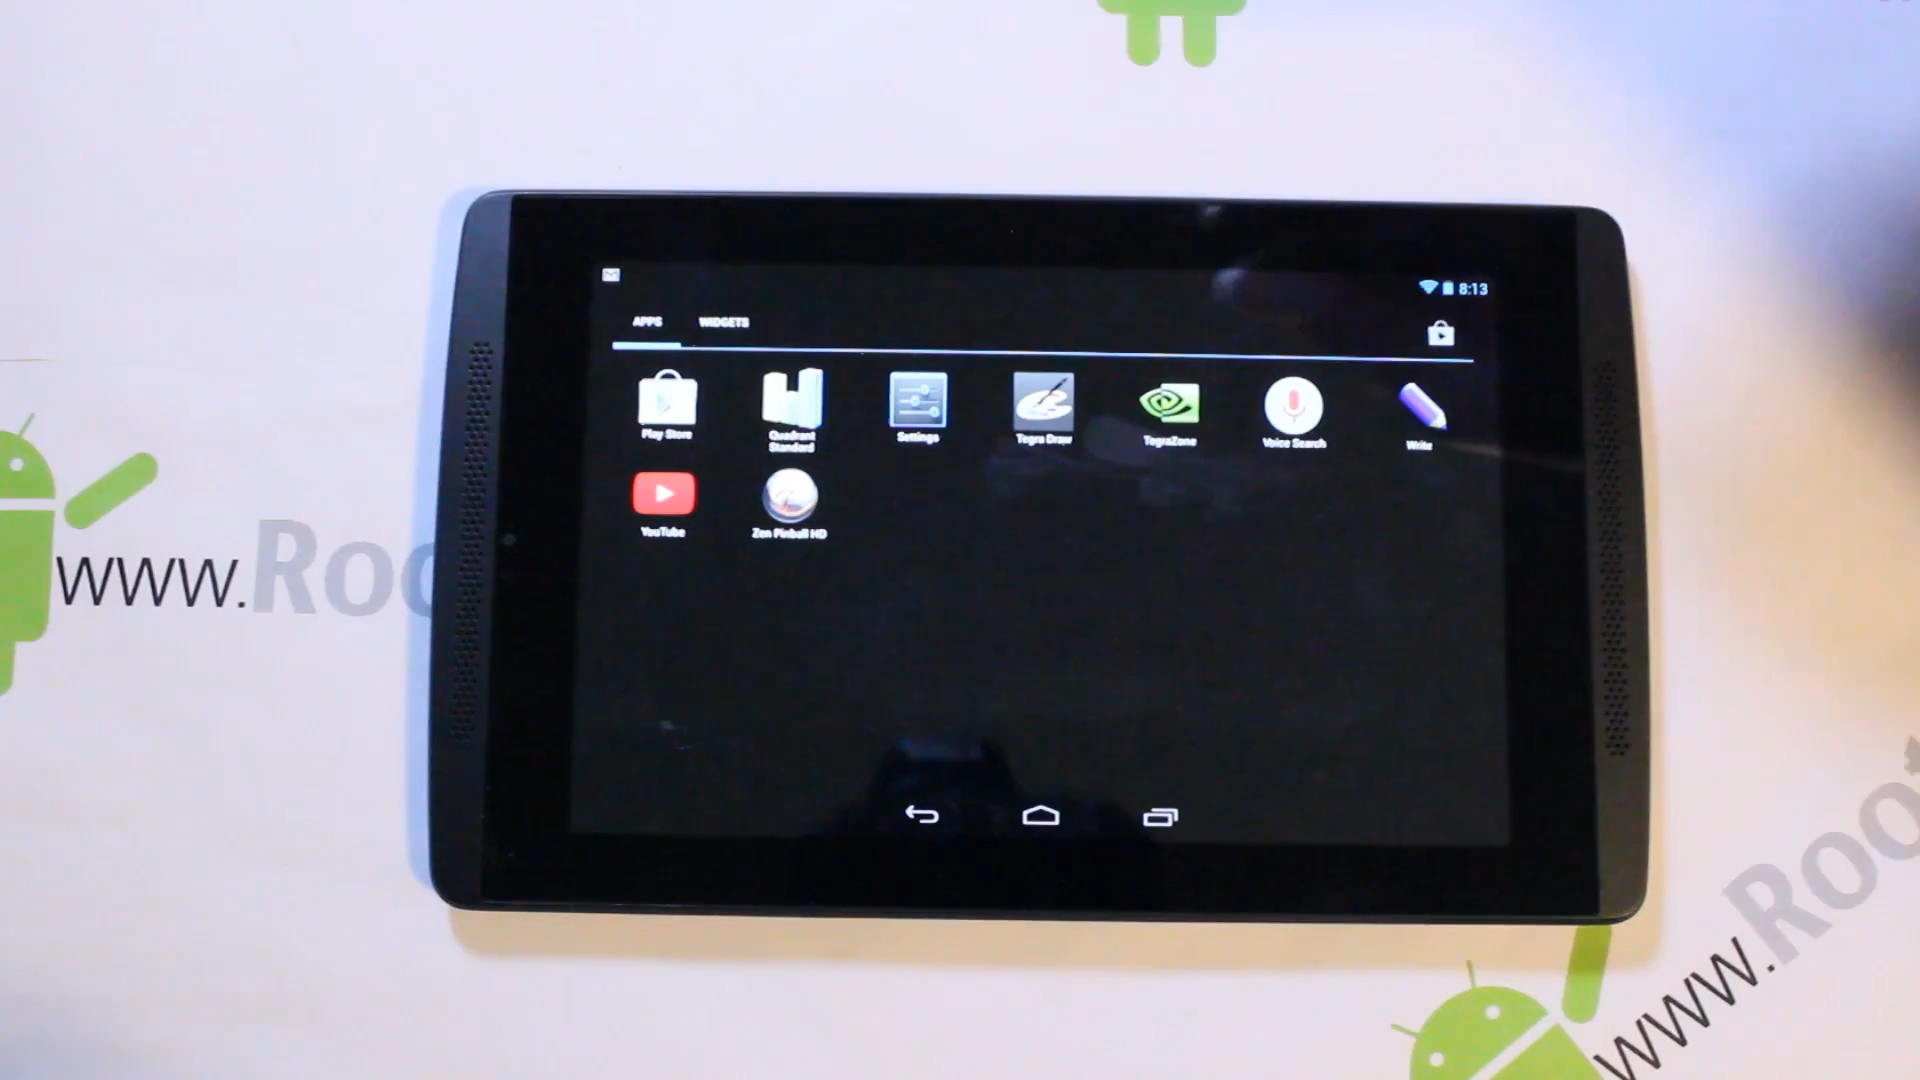 8:13
APPS WIDGETS
Play Store
Quadrant
Standard
Settings
Tegra Draw
TegraZone
Voice Search
Write
YouTube
Zen Pinball HD
www.Roo
www.Root